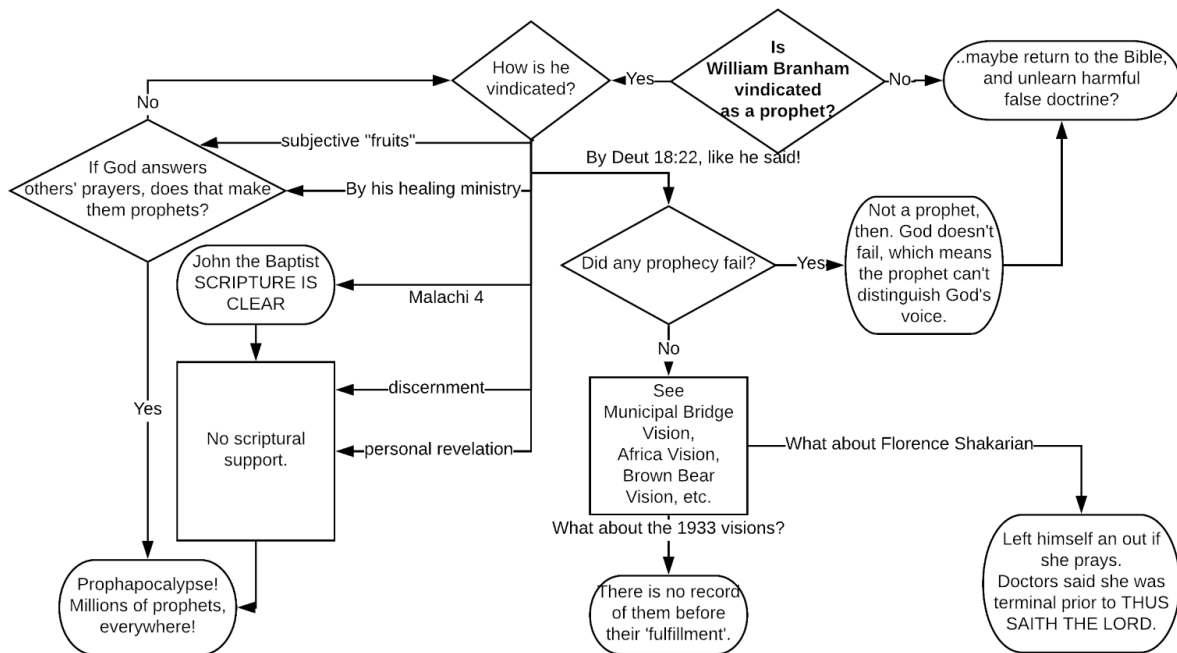 Is
William Branham
vindicated
as a prophet?
Yes
No
How is he
vindicated?
..maybe return to the Bible,
and unlearn harmful
false doctrine?
No
subjective "fruits"
By Deut 18:22, like he said!
If God answers
others' prayers, does that make
them prophets?
By his healing ministry
Not a prophet,
then. God doesn't
fail, which means
the prophet can't
distinguish God's
voice.
John the Baptist
SCRIPTURE IS
CLEAR
Malachi 4
Did any prophecy fail?
Yes
No
discernment
See
Municipal Bridge
Vision,
Africa Vision,
Brown Bear
Vision, etc.
Yes
No scriptural
support.
personal revelation
What about Florence Shakarian
What about the 1933 visions?
Left himself an out if
she prays.
Doctors said she was
terminal prior to THUS
SAITH THE LORD.
Prophapocalypse!
Millions of prophets,
everywhere!
There is no record
of them before
their 'fulfillment'.